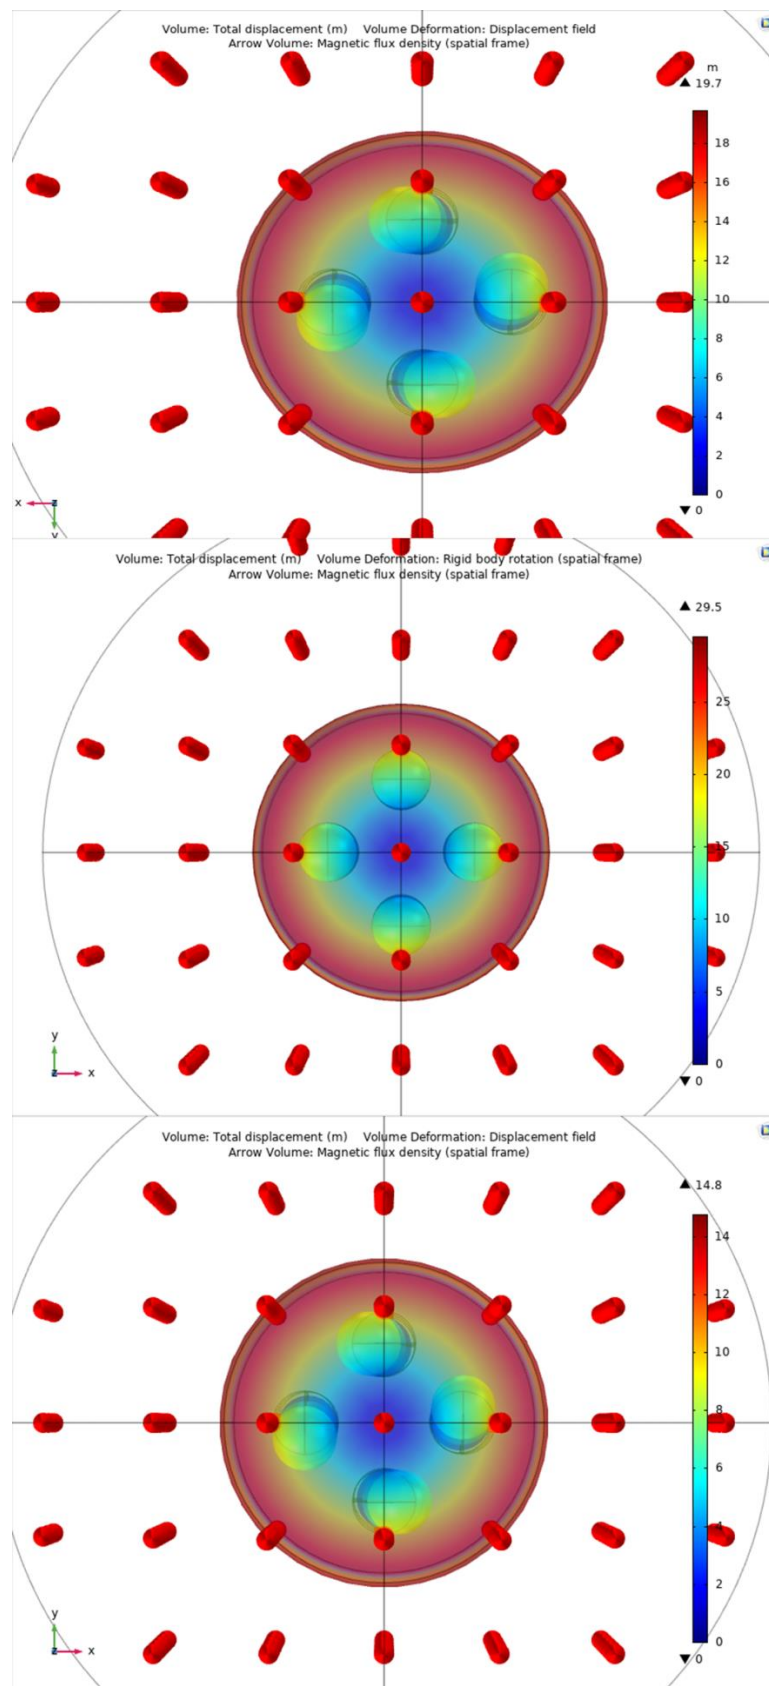 Volume: Total displacement (m)    Volume Deformation: Displacement field
Arrow Volume: Magnetic flux density (spatial frame)
m
▲ 19.7
18
16
14
12
10
8
6
4
2
0
▼ 0
x
z
y
Volume: Total displacement (m)    Volume Deformation: Rigid body rotation (spatial frame)
Arrow Volume: Magnetic flux density (spatial frame)
▲ 29.5
25
20
15
10
5
0
▼ 0
y
z
x
Volume: Total displacement (m)    Volume Deformation: Displacement field
Arrow Volume: Magnetic flux density (spatial frame)
▲ 14.8
14
12
10
8
6
4
2
0
▼ 0
y
z
x